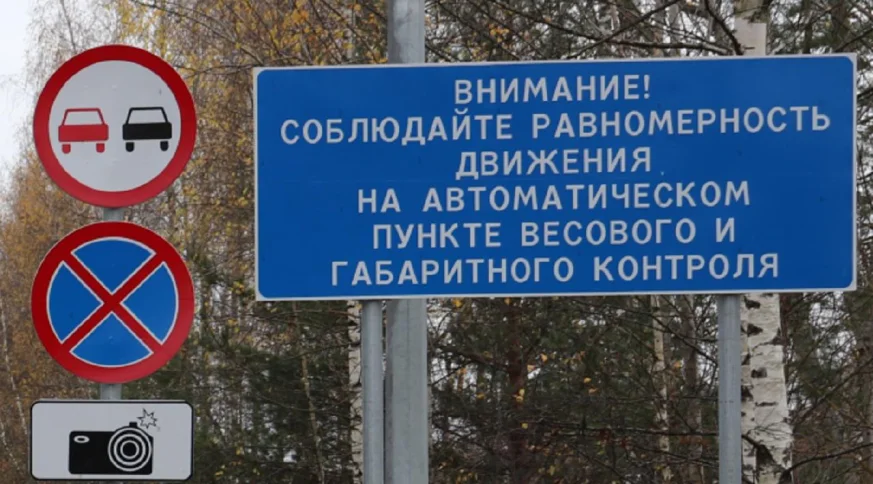 ВНИМАНИЕ!
СОБЛЮДАЙТЕ РАВНОМЕРНОСТЬ
ДВИЖЕНИЯ
НА АВТОМАТИЧЕСКОМ
ПУНКТЕ ВЕСОВОГО И
ГАБАРИТНОГО КОНТРОЛЯ